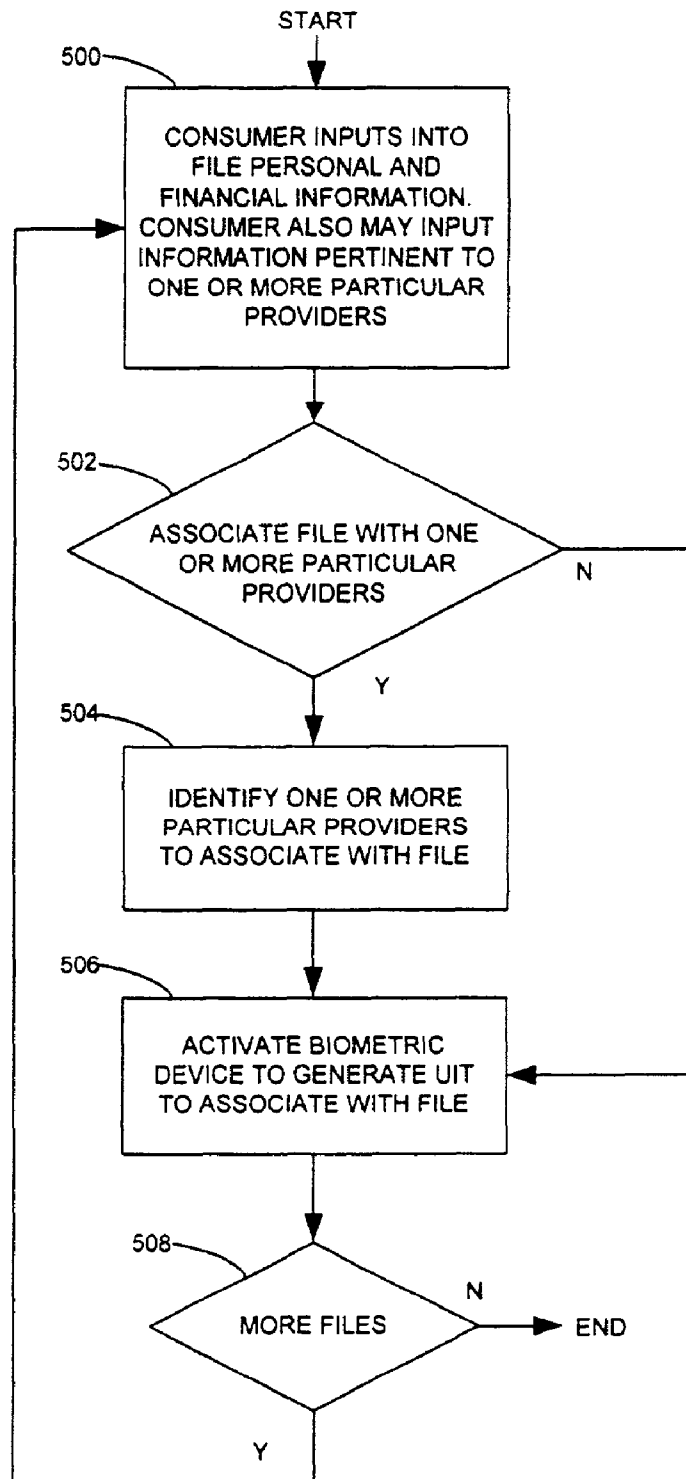 START
500
CONSUMER INPUTS INTO
FILE PERSONAL AND
FINANCIAL INFORMATION.
CONSUMER ALSO MAY INPUT
INFORMATION PERTINENT TO
ONE OR MORE PARTICULAR
PROVIDERS
502
ASSOCIATE FILE WITH ONE
OR MORE PARTICULAR
PROVIDERS
N
Y
504
IDENTIFY ONE OR MORE
PARTICULAR PROVIDERS
TO ASSOCIATE WITH FILE
506
ACTIVATE BIOMETRIC
DEVICE TO GENERATE UIT
TO ASSOCIATE WITH FILE
508
N
MORE FILES
END
Y